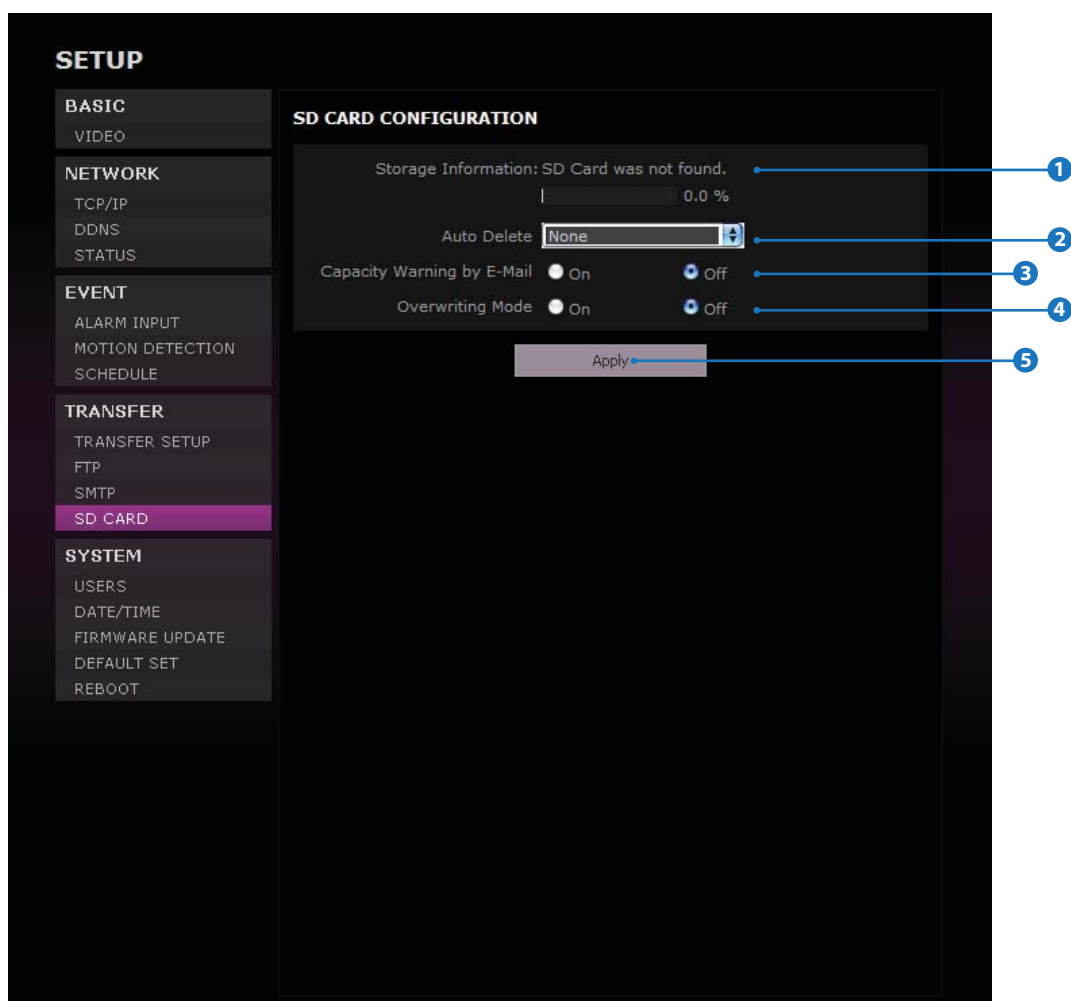 SETUP
BASIC
VIDEO
NETWORK
TCP/IP
DDNS
STATUS
EVENT
ALARM INPUT
MOTION DETECTION
SCHEDULE
TRANSFER
TRANSFER SETUP
FTP
SMTP
SD CARD
SYSTEM
USERS
DATE/TIME
FIRMWARE UPDATE
DEFAULT SET
REBOOT
SD CARD CONFIGURATION
Storage Information: SD Card was not found. 1
0.0 %
Auto Delete None 2
Capacity Warning by E-Mail On Off 3
Overwriting Mode On Off 4
Apply 5